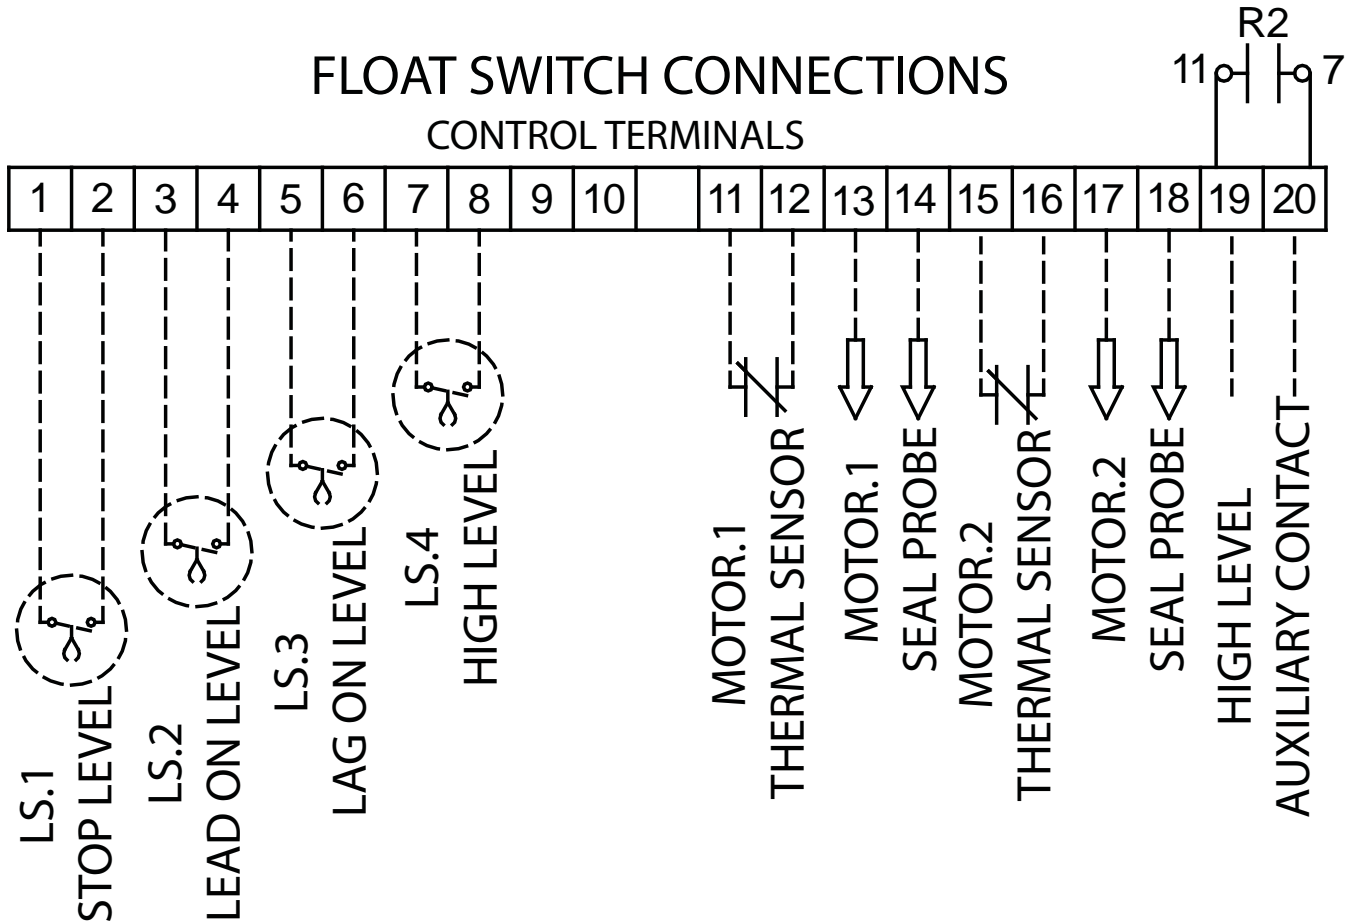 R2
11 7
FLOAT SWITCH CONNECTIONS
CONTROL TERMINALS
1 2 3 4 5 6 7 8 9 10 11 12 13 14 15 16 17 18 19 20
LS.1
STOP LEVEL
LS.2
LEAD ON LEVEL
LS.3
LAG ON LEVEL
LS.4
HIGH LEVEL
MOTOR.1
THERMAL SENSOR
MOTOR.1
SEAL PROBE
MOTOR.2
THERMAL SENSOR
MOTOR.2
SEAL PROBE
HIGH LEVEL
AUXILIARY CONTACT